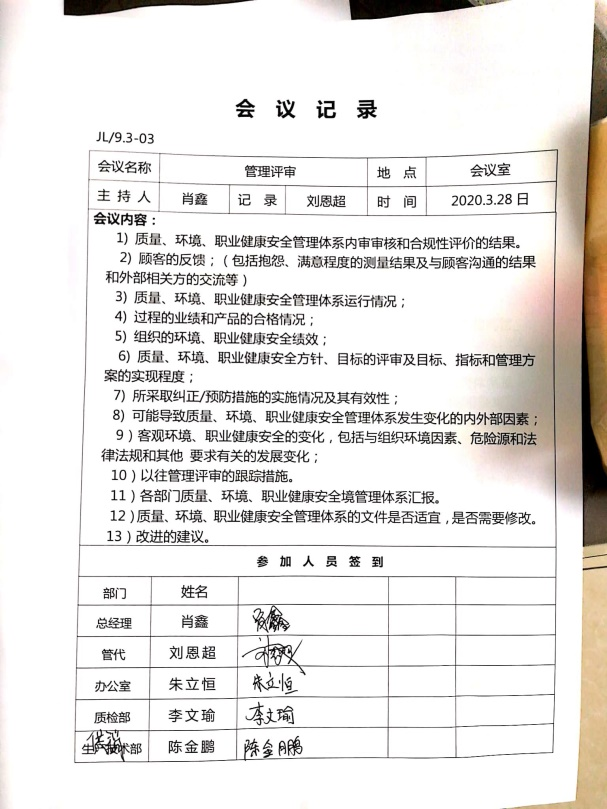 会 议 记 录
JL/9.3-03
会议名称 管理评审 地 点 会议室
主 持 人 肖鑫 记 录 刘恩超 时 间 2020.3.28 日
会议内容：
1）质量、环境、职业健康安全管理体系内审审核和合规性评价的结果。
2）顾客的反馈；（包括抱怨、满意程度的测量结果及与顾客沟通的结果
和外部相关方的交流等）
3）质量、环境、职业健康安全管理体系运行情况；
4）过程的业绩和产品的合格情况；
5）组织的环境、职业健康安全绩效；
6）质量、环境、职业健康安全方针、目标的评审及目标、指标和管理方
案的实现程度；
7）所采取纠正/预防措施的实施情况及其有效性；
8）可能导致质量、环境、职业健康安全管理体系发生变化的内外部因素；
9）客观环境、职业健康安全的变化，包括与组织环境因素、危险源和法
律法规和其他 要求有关的发展变化；
10）以往管理评审的跟踪措施。
11）各部门质量、环境、职业健康安全境管理体系汇报。
12）质量、环境、职业健康安全管理体系的文件是否适宜，是否需要修改。
13）改进的建议。
参 加 人 员 签 到
部门 姓名
总经理 肖鑫 肖鑫
管代 刘恩超
办公室 朱立恒 朱立恒
质检部 李文瑜 李文瑜
生产技术部 陈金鹏 陈金鹏